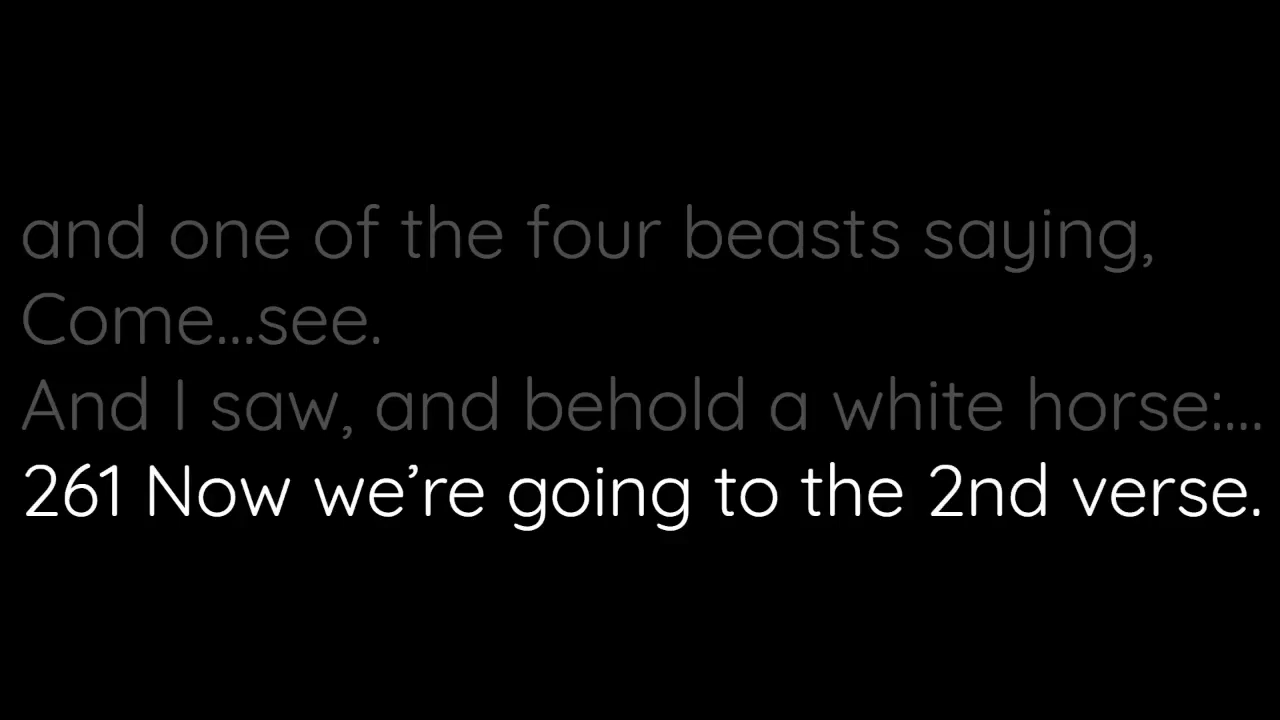 and one of the four beasts saying,
Come...see.
And I saw, and behold a white horse:...
261 Now we’re going to the 2nd verse.